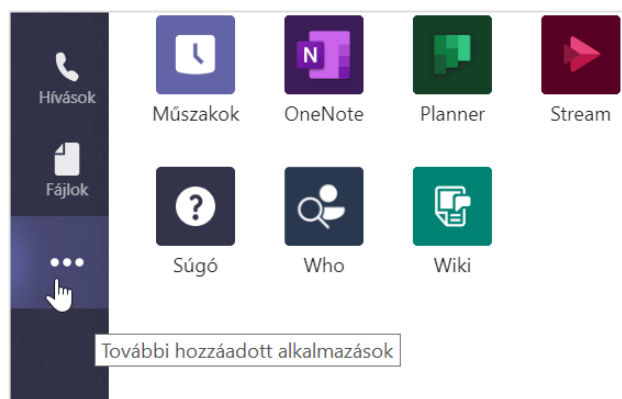 Hívások
Fájlok
Műszakok OneNote Planner Stream
Súgó Who Wiki
További hozzáadott alkalmazások